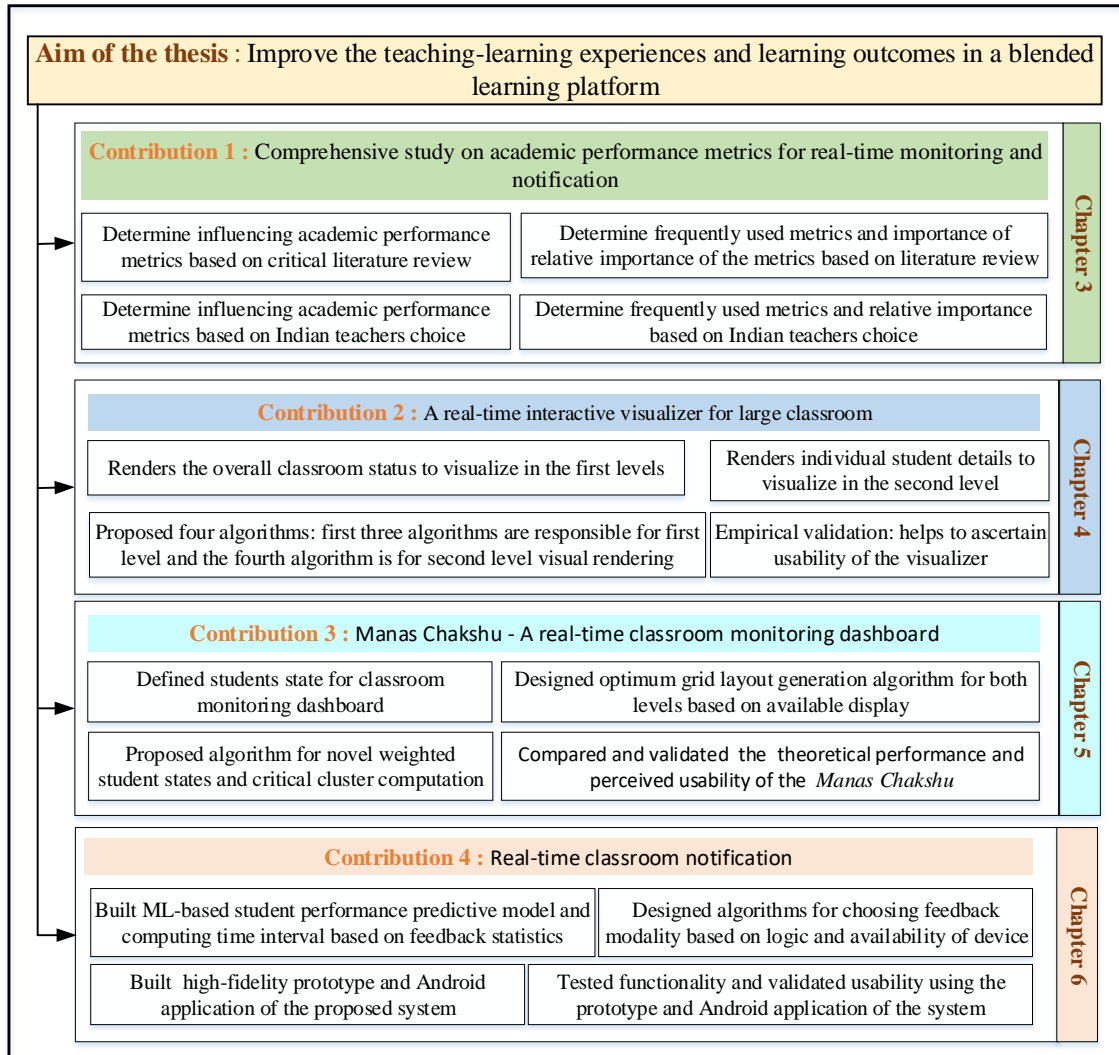 Aim of the thesis : Improve the teaching-learning experiences and learning outcomes in a blended
learning platform
Contribution 1 : Comprehensive study on academic performance metrics for real-time monitoring and
notification
Determine influencing academic performance
metrics based on critical literature review
Determine frequently used metrics and importance of
relative importance of the metrics based on literature review
Determine influencing academic performance
metrics based on Indian teachers choice
Determine frequently used metrics and relative importance
based on Indian teachers choice
Chapter 3
Contribution 2 : A real-time interactive visualizer for large classroom
Renders the overall classroom status to visualize in the first levels
Renders individual student details to
visualize in the second level
Proposed four algorithms: first three algorithms are responsible for first
level and the fourth algorithm is for second level visual rendering
Empirical validation: helps to ascertain
usability of the visualizer
Chapter 4
Contribution 3 : Manas Chakshu - A real-time classroom monitoring dashboard
Defined students state for classroom
monitoring dashboard
Designed optimum grid layout generation algorithm for both
levels based on available display
Proposed algorithm for novel weighted
student states and critical cluster computation
Compared and validated the theoretical performance and
perceived usability of the Manas Chakshu
Chapter 5
Contribution 4 : Real-time classroom notification
Built ML-based student performance predictive model and
computing time interval based on feedback statistics
Designed algorithms for choosing feedback
modality based on logic and availability of device
Built high-fidelity prototype and Android
application of the proposed system
Tested functionality and validated usability using the
prototype and Android application of the system
Chapter 6